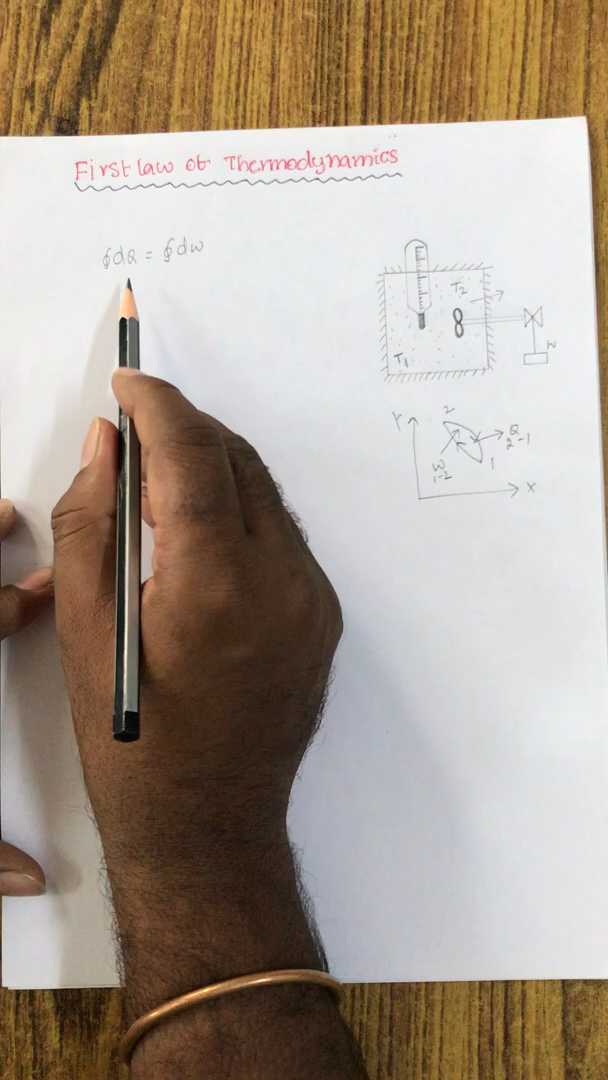 First law of Thermodynamics
∮dQ = ∮dw
T2
T1
W
Y
2
Q
2-1
W
1-2
1
X